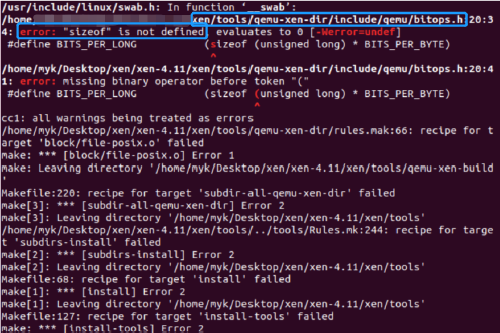 /usr/include/linux/swab.h: In function ‘__swab’:
/home xen/tools/qemu-xen-dir/include/qemu/bitops.h:20:3
4: error: "sizeof" is not defined, evaluates to 0 [-Werror=undef]
#define BITS_PER_LONG (sizeof (unsigned long) * BITS_PER_BYTE)
^
/home/myk/Desktop/xen/xen-4.11/xen/tools/qemu-xen-dir/include/qemu/bitops.h:20:4
1: error: missing binary operator before token "("
#define BITS_PER_LONG (sizeof (unsigned long) * BITS_PER_BYTE)
^
cc1: all warnings being treated as errors
/home/myk/Desktop/xen/xen-4.11/xen/tools/qemu-xen-dir/rules.mak:66: recipe for t
arget 'block/file-posix.o' failed
make: *** [block/file-posix.o] Error 1
make: Leaving directory '/home/myk/Desktop/xen/xen-4.11/xen/tools/qemu-xen-build
'
Makefile:220: recipe for target 'subdir-all-qemu-xen-dir' failed
make[3]: *** [subdir-all-qemu-xen-dir] Error 2
make[3]: Leaving directory '/home/myk/Desktop/xen/xen-4.11/xen/tools'
/home/myk/Desktop/xen/xen-4.11/xen/tools/../tools/Rules.mk:244: recipe for targe
t 'subdirs-install' failed
make[2]: *** [subdirs-install] Error 2
make[2]: Leaving directory '/home/myk/Desktop/xen/xen-4.11/xen/tools'
Makefile:68: recipe for target 'install' failed
make[1]: *** [install] Error 2
make[1]: Leaving directory '/home/myk/Desktop/xen/xen-4.11/xen/tools'
Makefile:127: recipe for target 'install-tools' failed
make: *** [install-tools] Error 2